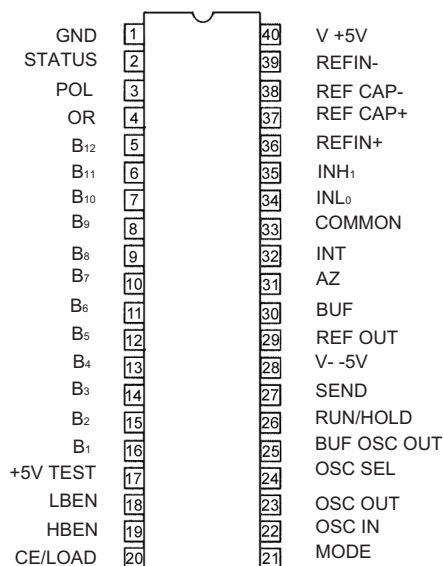 GND 1 40 V +5V
STATUS 2 39 REFIN-
POL 3 38 REF CAP-
OR 4 37 REF CAP+
B₁₂ 5 36 REFIN+
B₁₁ 6 35 INH₁
B₁₀ 7 34 INL₀
B₉ 8 33 COMMON
B₈ 9 32 INT
B₇ 10 31 AZ
B₆ 11 30 BUF
B₅ 12 29 REF OUT
B₄ 13 28 V- -5V
B₃ 14 27 SEND
B₂ 15 26 RUN/HOLD
B₁ 16 25 BUF OSC OUT
+5V TEST 17 24 OSC SEL
LBEN 18 23 OSC OUT
HBEN 19 22 OSC IN
CE/LOAD 20 21 MODE